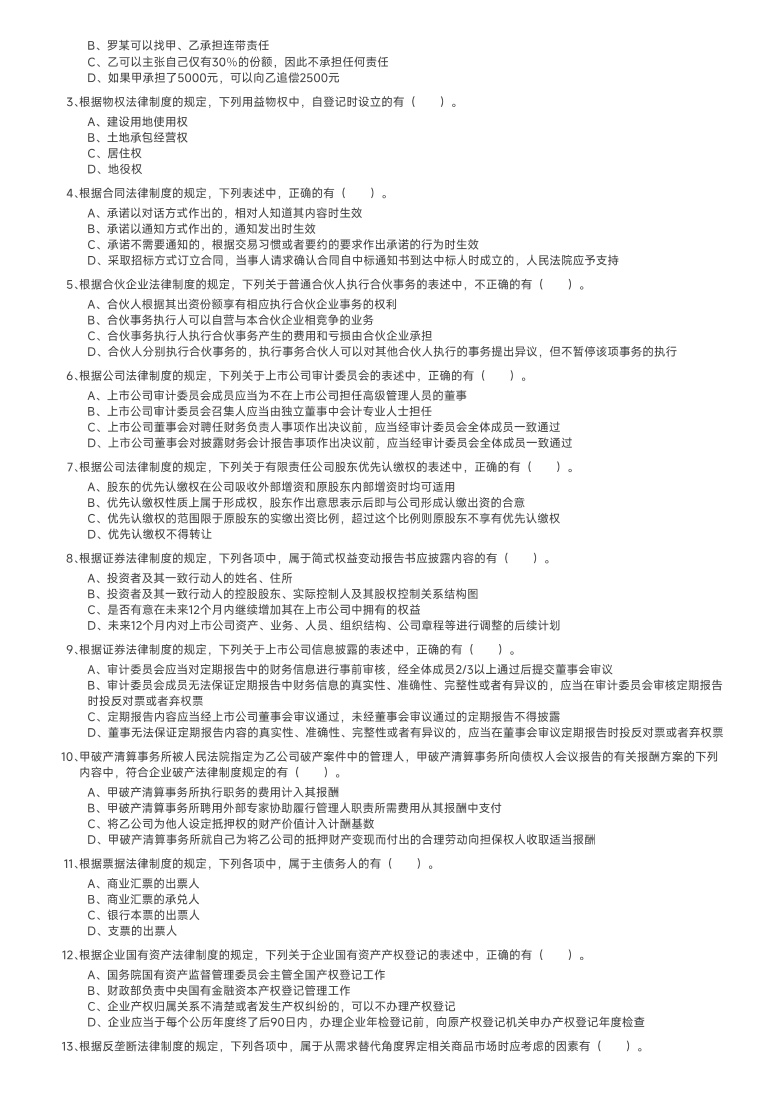 B、罗某可以找甲、乙承担连带责任
C、乙可以主张自己仅有30%的份额，因此不承担任何责任
D、如果甲承担了5000元，可以向乙追偿2500元
3、根据物权法律制度的规定，下列用益物权中，自登记时设立的有（　　）。
A、建设用地使用权
B、土地承包经营权
C、居住权
D、地役权
4、根据合同法律制度的规定，下列表述中，正确的有（　　）。
A、承诺以对话方式作出的，相对人知道其内容时生效
B、承诺以通知方式作出的，通知发出时生效
C、承诺不需要通知的，根据交易习惯或者要约的要求作出承诺的行为时生效
D、采取招标方式订立合同，当事人请求确认合同自中标通知书到达中标人时成立的，人民法院应予支持
5、根据合伙企业法律制度的规定，下列关于普通合伙人执行合伙事务的表述中，不正确的有（　　）。
A、合伙人根据其出资份额享有相应执行合伙企业事务的权利
B、合伙事务执行人可以自营与本合伙企业相竞争的业务
C、合伙事务执行人执行合伙事务产生的费用和亏损由合伙企业承担
D、合伙人分别执行合伙事务的，执行事务合伙人可以对其他合伙人执行的事务提出异议，但不暂停该项事务的执行
6、根据公司法律制度的规定，下列关于上市公司审计委员会的表述中，正确的有（　　）。
A、上市公司审计委员会成员应当为不在上市公司担任高级管理人员的董事
B、上市公司审计委员会召集人应当由独立董事中会计专业人士担任
C、上市公司董事会对聘任财务负责人事项作出决议前，应当经审计委员会全体成员一致通过
D、上市公司董事会对披露财务会计报告事项作出决议前，应当经审计委员会全体成员一致通过
7、根据公司法律制度的规定，下列关于有限责任公司股东优先认缴权的表述中，正确的有（　　）。
A、股东的优先认缴权在公司吸收外部增资和原股东内部增资时均可适用
B、优先认缴权性质上属于形成权，股东作出意思表示后即与公司形成认缴出资的合意
C、优先认缴权的范围限于原股东的实缴出资比例，超过这个比例则原股东不享有优先认缴权
D、优先认缴权不得转让
8、根据证券法律制度的规定，下列各项中，属于简式权益变动报告书应披露内容的有（　　）。
A、投资者及其一致行动人的姓名、住所
B、投资者及其一致行动人的控股股东、实际控制人及其股权控制关系结构图
C、是否有意在未来12个月内继续增加其在上市公司中拥有的权益
D、未来12个月内对上市公司资产、业务、人员、组织结构、公司章程等进行调整的后续计划
9、根据证券法律制度的规定，下列关于上市公司信息披露的表述中，正确的有（　　）。
A、审计委员会应当对定期报告中的财务信息进行事前审核，经全体成员2/3以上通过后提交董事会审议
B、审计委员会成员无法保证定期报告中财务信息的真实性、准确性、完整性或者有异议的，应当在审计委员会审核定期报告
时投反对票或者弃权票
C、定期报告内容应当经上市公司董事会审议通过，未经董事会审议通过的定期报告不得披露
D、董事无法保证定期报告内容的真实性、准确性、完整性或者有异议的，应当在董事会审议定期报告时投反对票或者弃权票
10、甲破产清算事务所被人民法院指定为乙公司破产案件中的管理人，甲破产清算事务所向债权人会议报告的有关报酬方案的下列
内容中，符合企业破产法律制度规定的有（　　）。
A、甲破产清算事务所执行职务的费用计入其报酬
B、甲破产清算事务所聘用外部专家协助履行管理人职责所需费用从其报酬中支付
C、将乙公司为他人设定抵押权的财产价值计入计酬基数
D、甲破产清算事务所就自己为将乙公司的抵押财产变现而付出的合理劳动向担保权人收取适当报酬
11、根据票据法律制度的规定，下列各项中，属于主债务人的有（　　）。
A、商业汇票的出票人
B、商业汇票的承兑人
C、银行本票的出票人
D、支票的出票人
12、根据企业国有资产法律制度的规定，下列关于企业国有资产产权登记的表述中，正确的有（　　）。
A、国务院国有资产监督管理委员会主管全国产权登记工作
B、财政部负责中央国有金融资本产权登记管理工作
C、企业产权归属关系不清楚或者发生产权纠纷的，可以不办理产权登记
D、企业应当于每个公历年度终了后90日内，办理企业年检登记前，向原产权登记机关申办产权登记年度检查
13、根据反垄断法律制度的规定，下列各项中，属于从需求替代角度界定相关商品市场时应考虑的因素有（　　）。